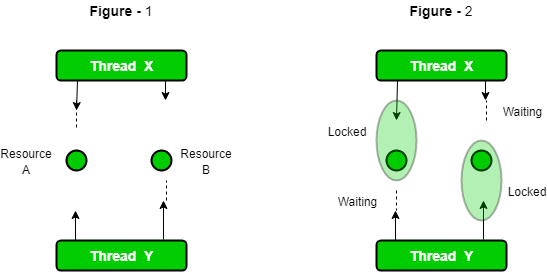 Figure - 1
Figure - 2
Thread X
Thread X
Waiting
Locked
Resource
A
Resource
B
Locked
Waiting
Thread Y
Thread Y